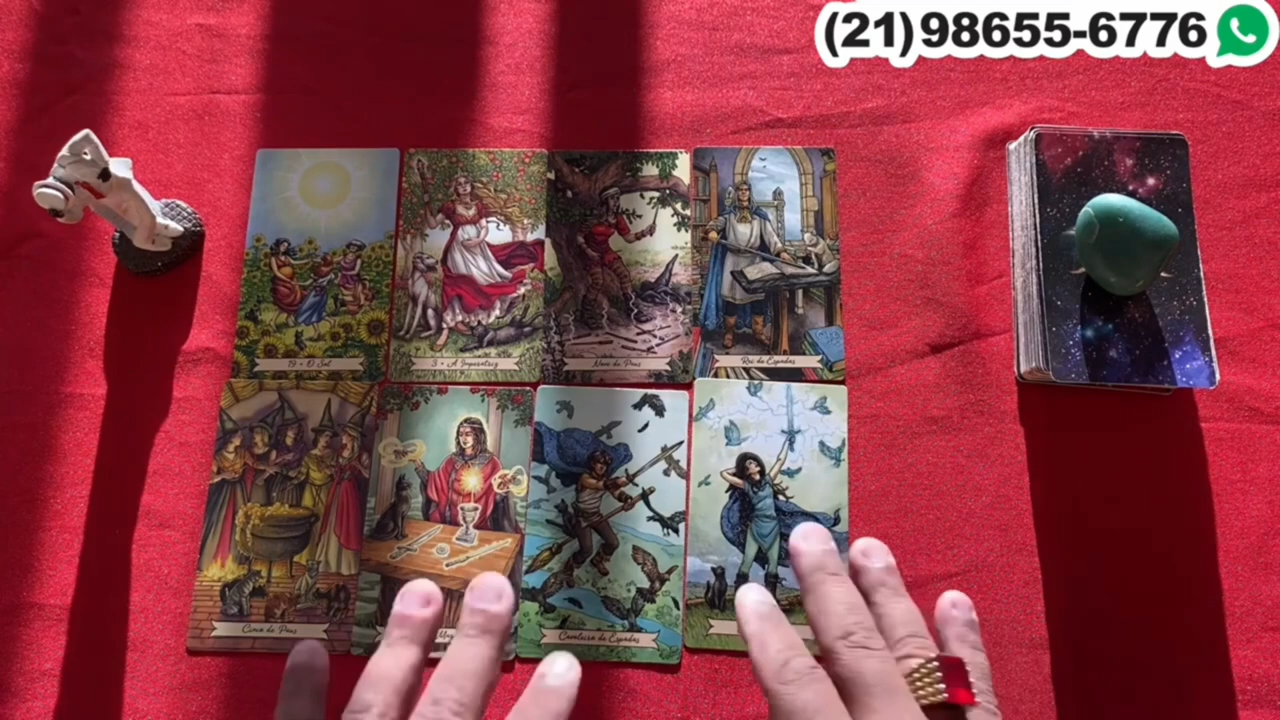 (21)98655-6776
19 • O Sol
3 • A Imperatriz
Nove de Paus
Rei de Espadas
Cinco de Paus
Mag
Cavaleiro de Espadas